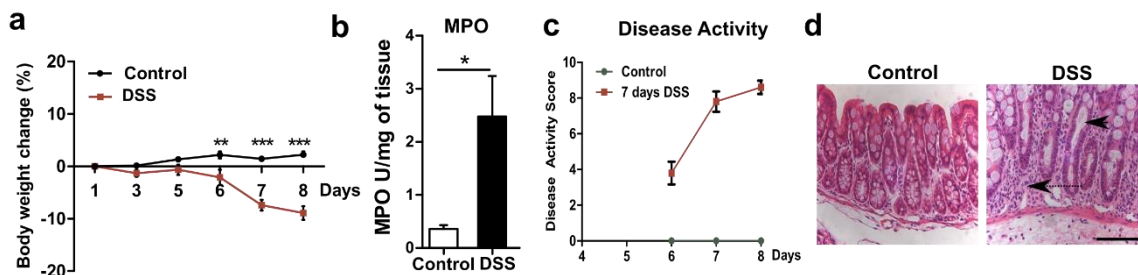 a
Body weight change (%)
20
10
0
-10
-20
Control
DSS
**
***
***
1
3
5
6
7
8
Days
b
MPO
MPO U/mg of tissue
4
3
2
1
0
*
Control
DSS
c
Disease Activity
Disease Activity Score
10
8
6
4
2
0
Control
7 days DSS
4
5
6
7
8
Days
d
Control
DSS